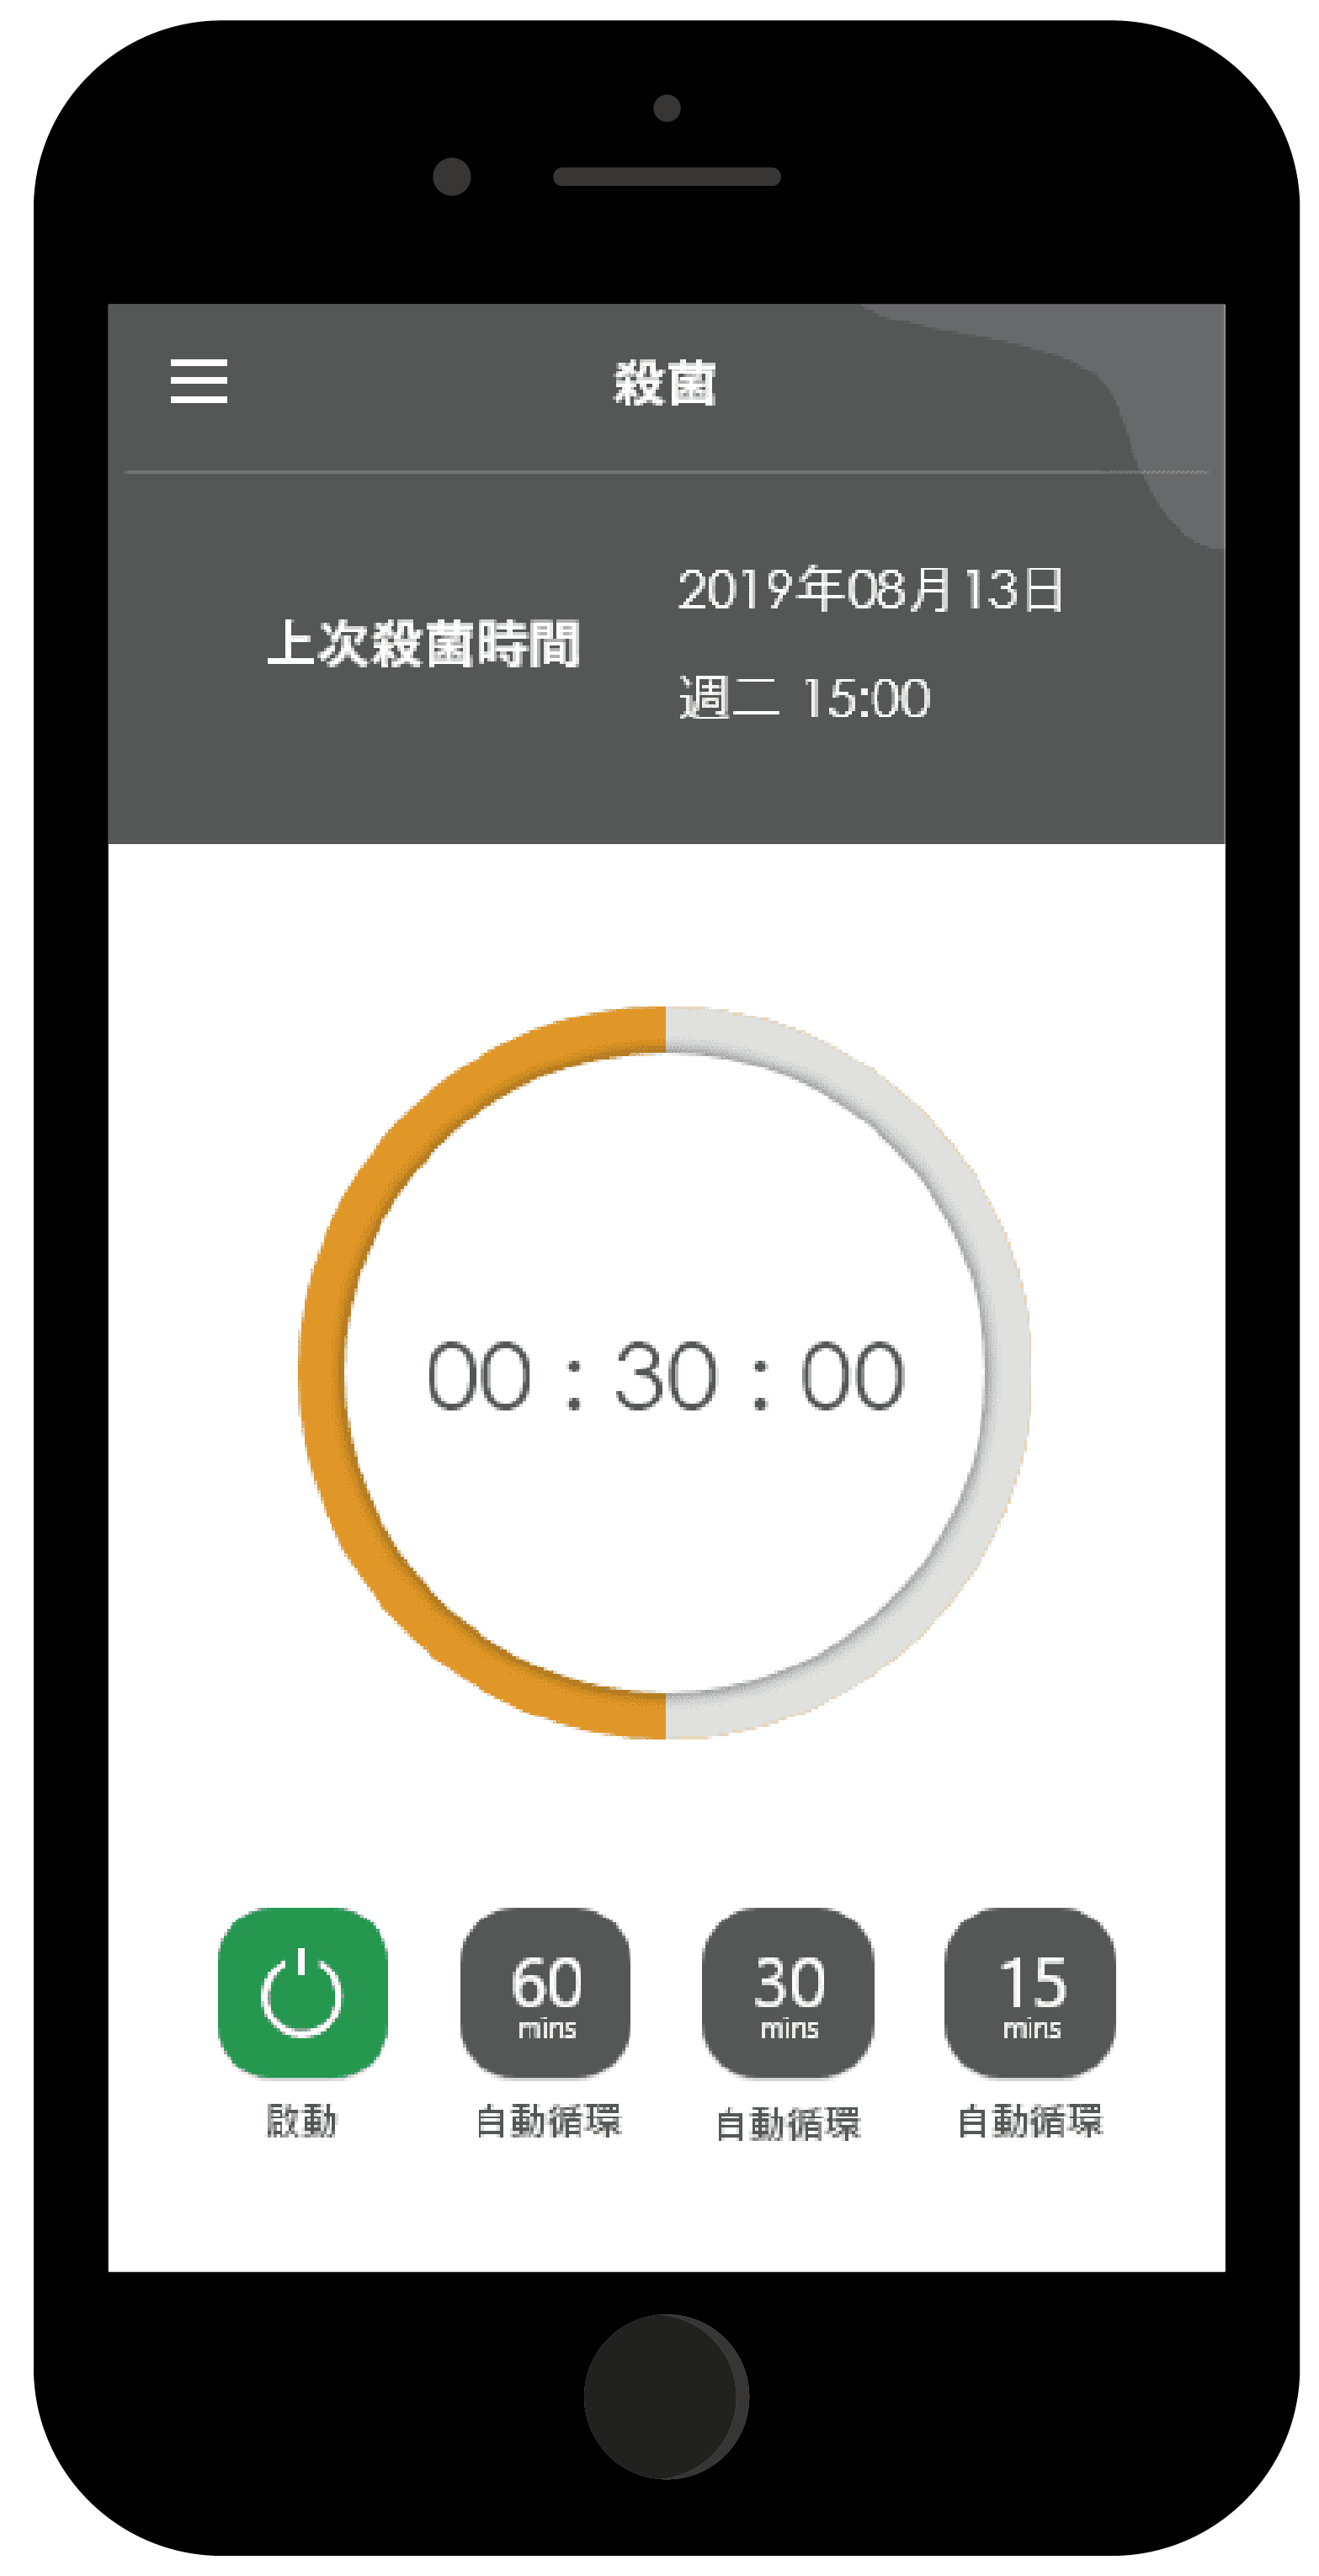 殺菌
上次殺菌時間
2019年08月13日
週二 15:00
00 : 30 : 00
60 mins
30 mins
15 mins
啟動
自動循環
自動循環
自動循環